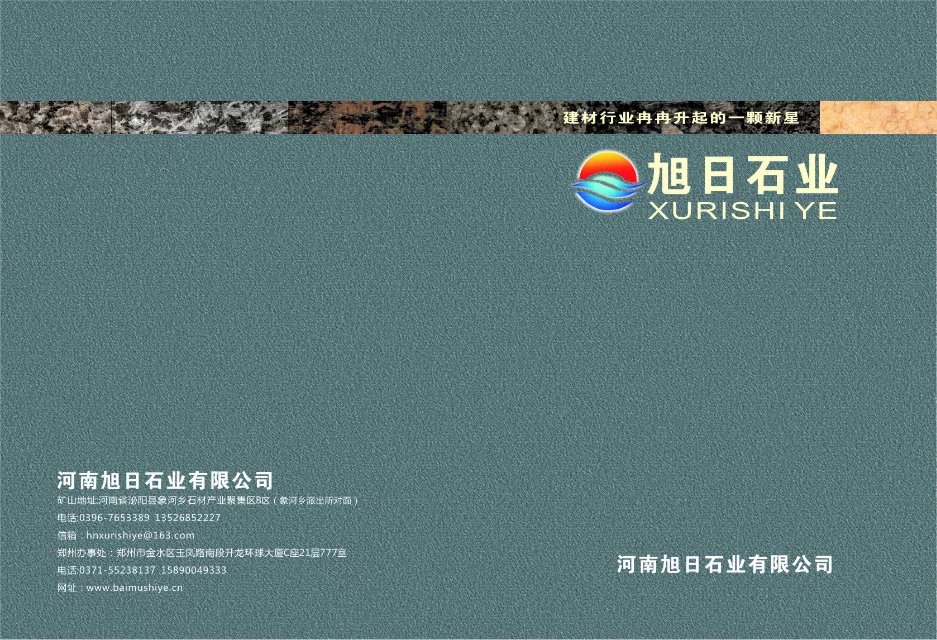 建材行业冉冉升起的一颗新星
旭日石业
XURISHI YE
河南旭日石业有限公司
矿山地址:河南省泌阳县象河乡石材产业聚集区B区（象河乡派出所对面）
电话:0396-7653389 13526852227
信箱：hnxurishiye@163.com
郑州办事处：郑州市金水区玉凤路南段升龙环球大厦C座21层777室
电话:0371-55238137 15890049333
网址：www.baimushiye.cn
河南旭日石业有限公司